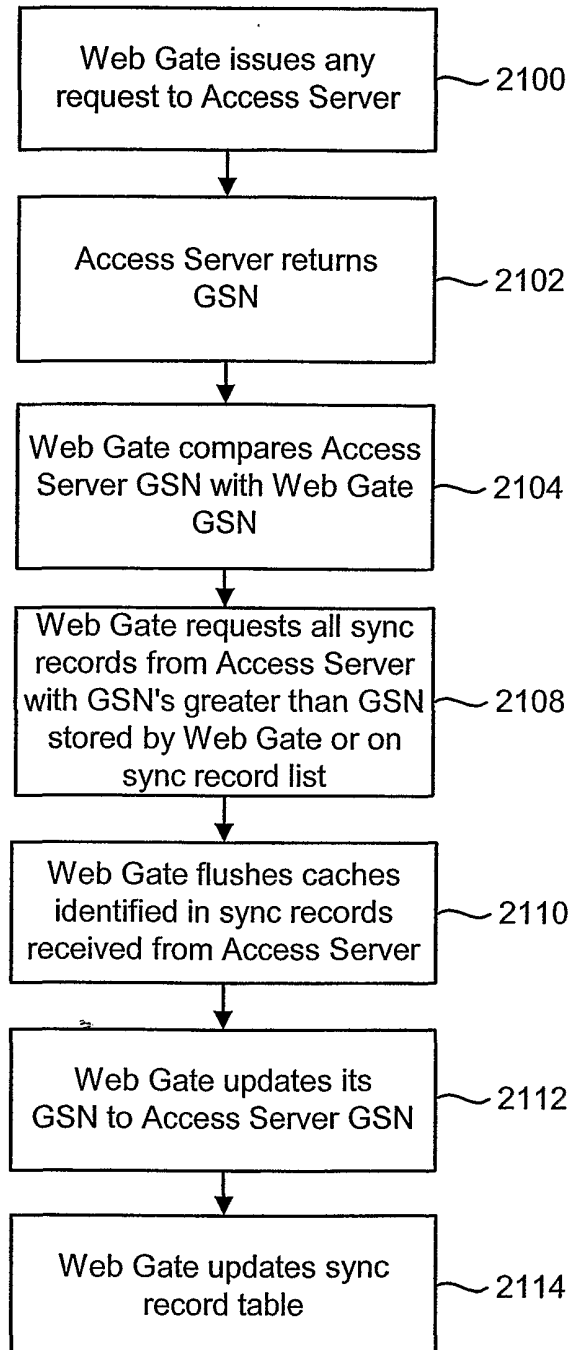 Web Gate issues any
request to Access Server
2100
Access Server returns
GSN
2102
Web Gate compares Access
Server GSN with Web Gate
GSN
2104
Web Gate requests all sync
records from Access Server
with GSN's greater than GSN
stored by Web Gate or on
sync record list
2108
Web Gate flushes caches
identified in sync records
received from Access Server
2110
Web Gate updates its
GSN to Access Server GSN
2112
Web Gate updates sync
record table
2114